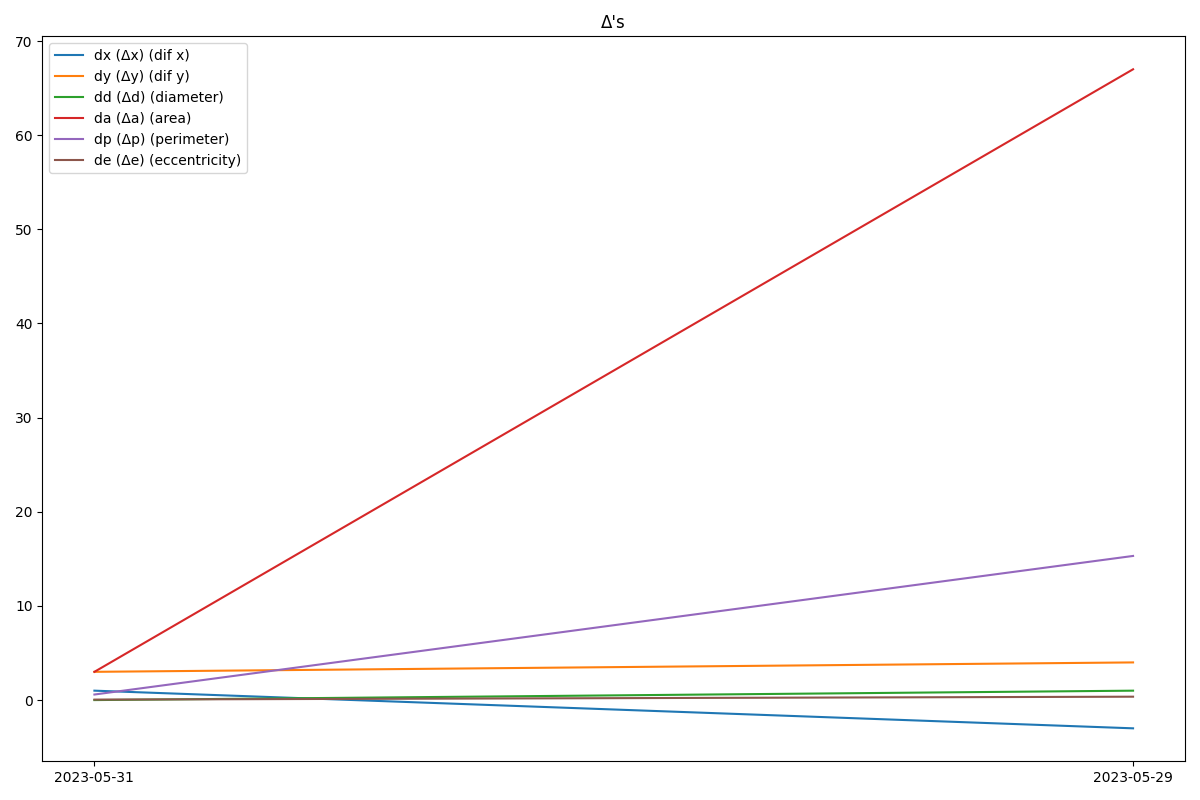 Δ's
70
60
50
40
30
20
10
0
dx (Δx) (dif x)
dy (Δy) (dif y)
dd (Δd) (diameter)
da (Δa) (area)
dp (Δp) (perimeter)
de (Δe) (eccentricity)
2023-05-31
2023-05-29